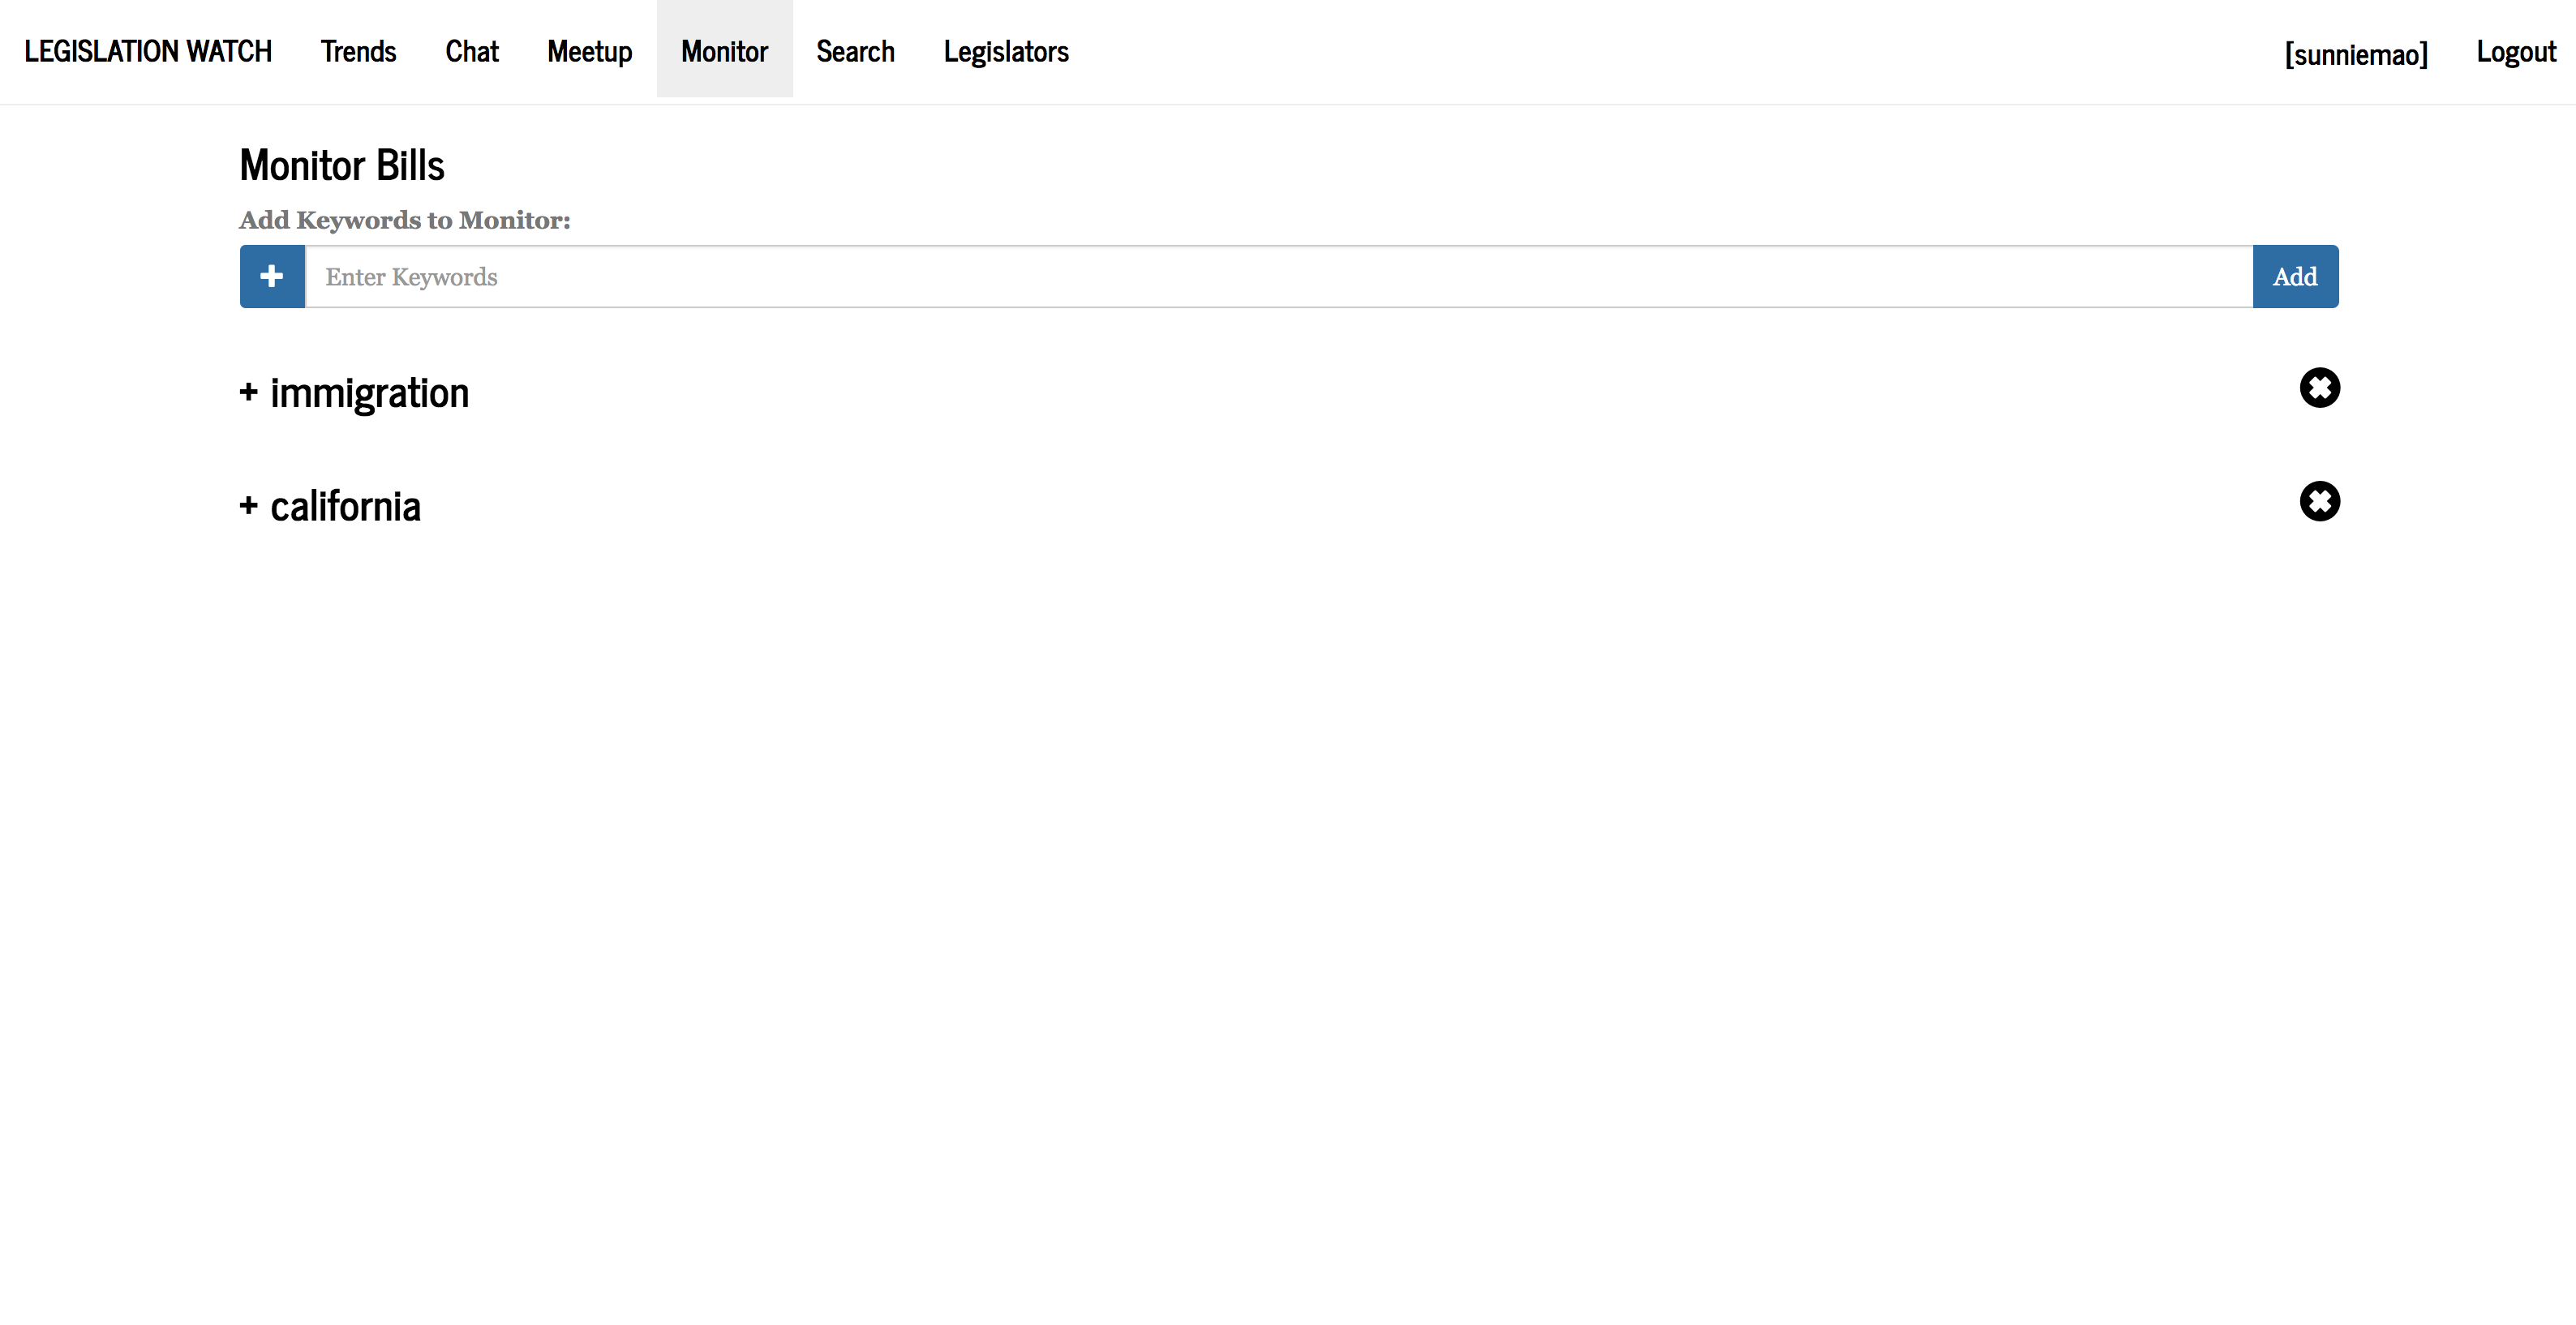 LEGISLATION WATCH Trends Chat Meetup Monitor Search Legislators [sunniemao] Logout
Monitor Bills
Add Keywords to Monitor:
+ Enter Keywords Add
+ immigration
+ california